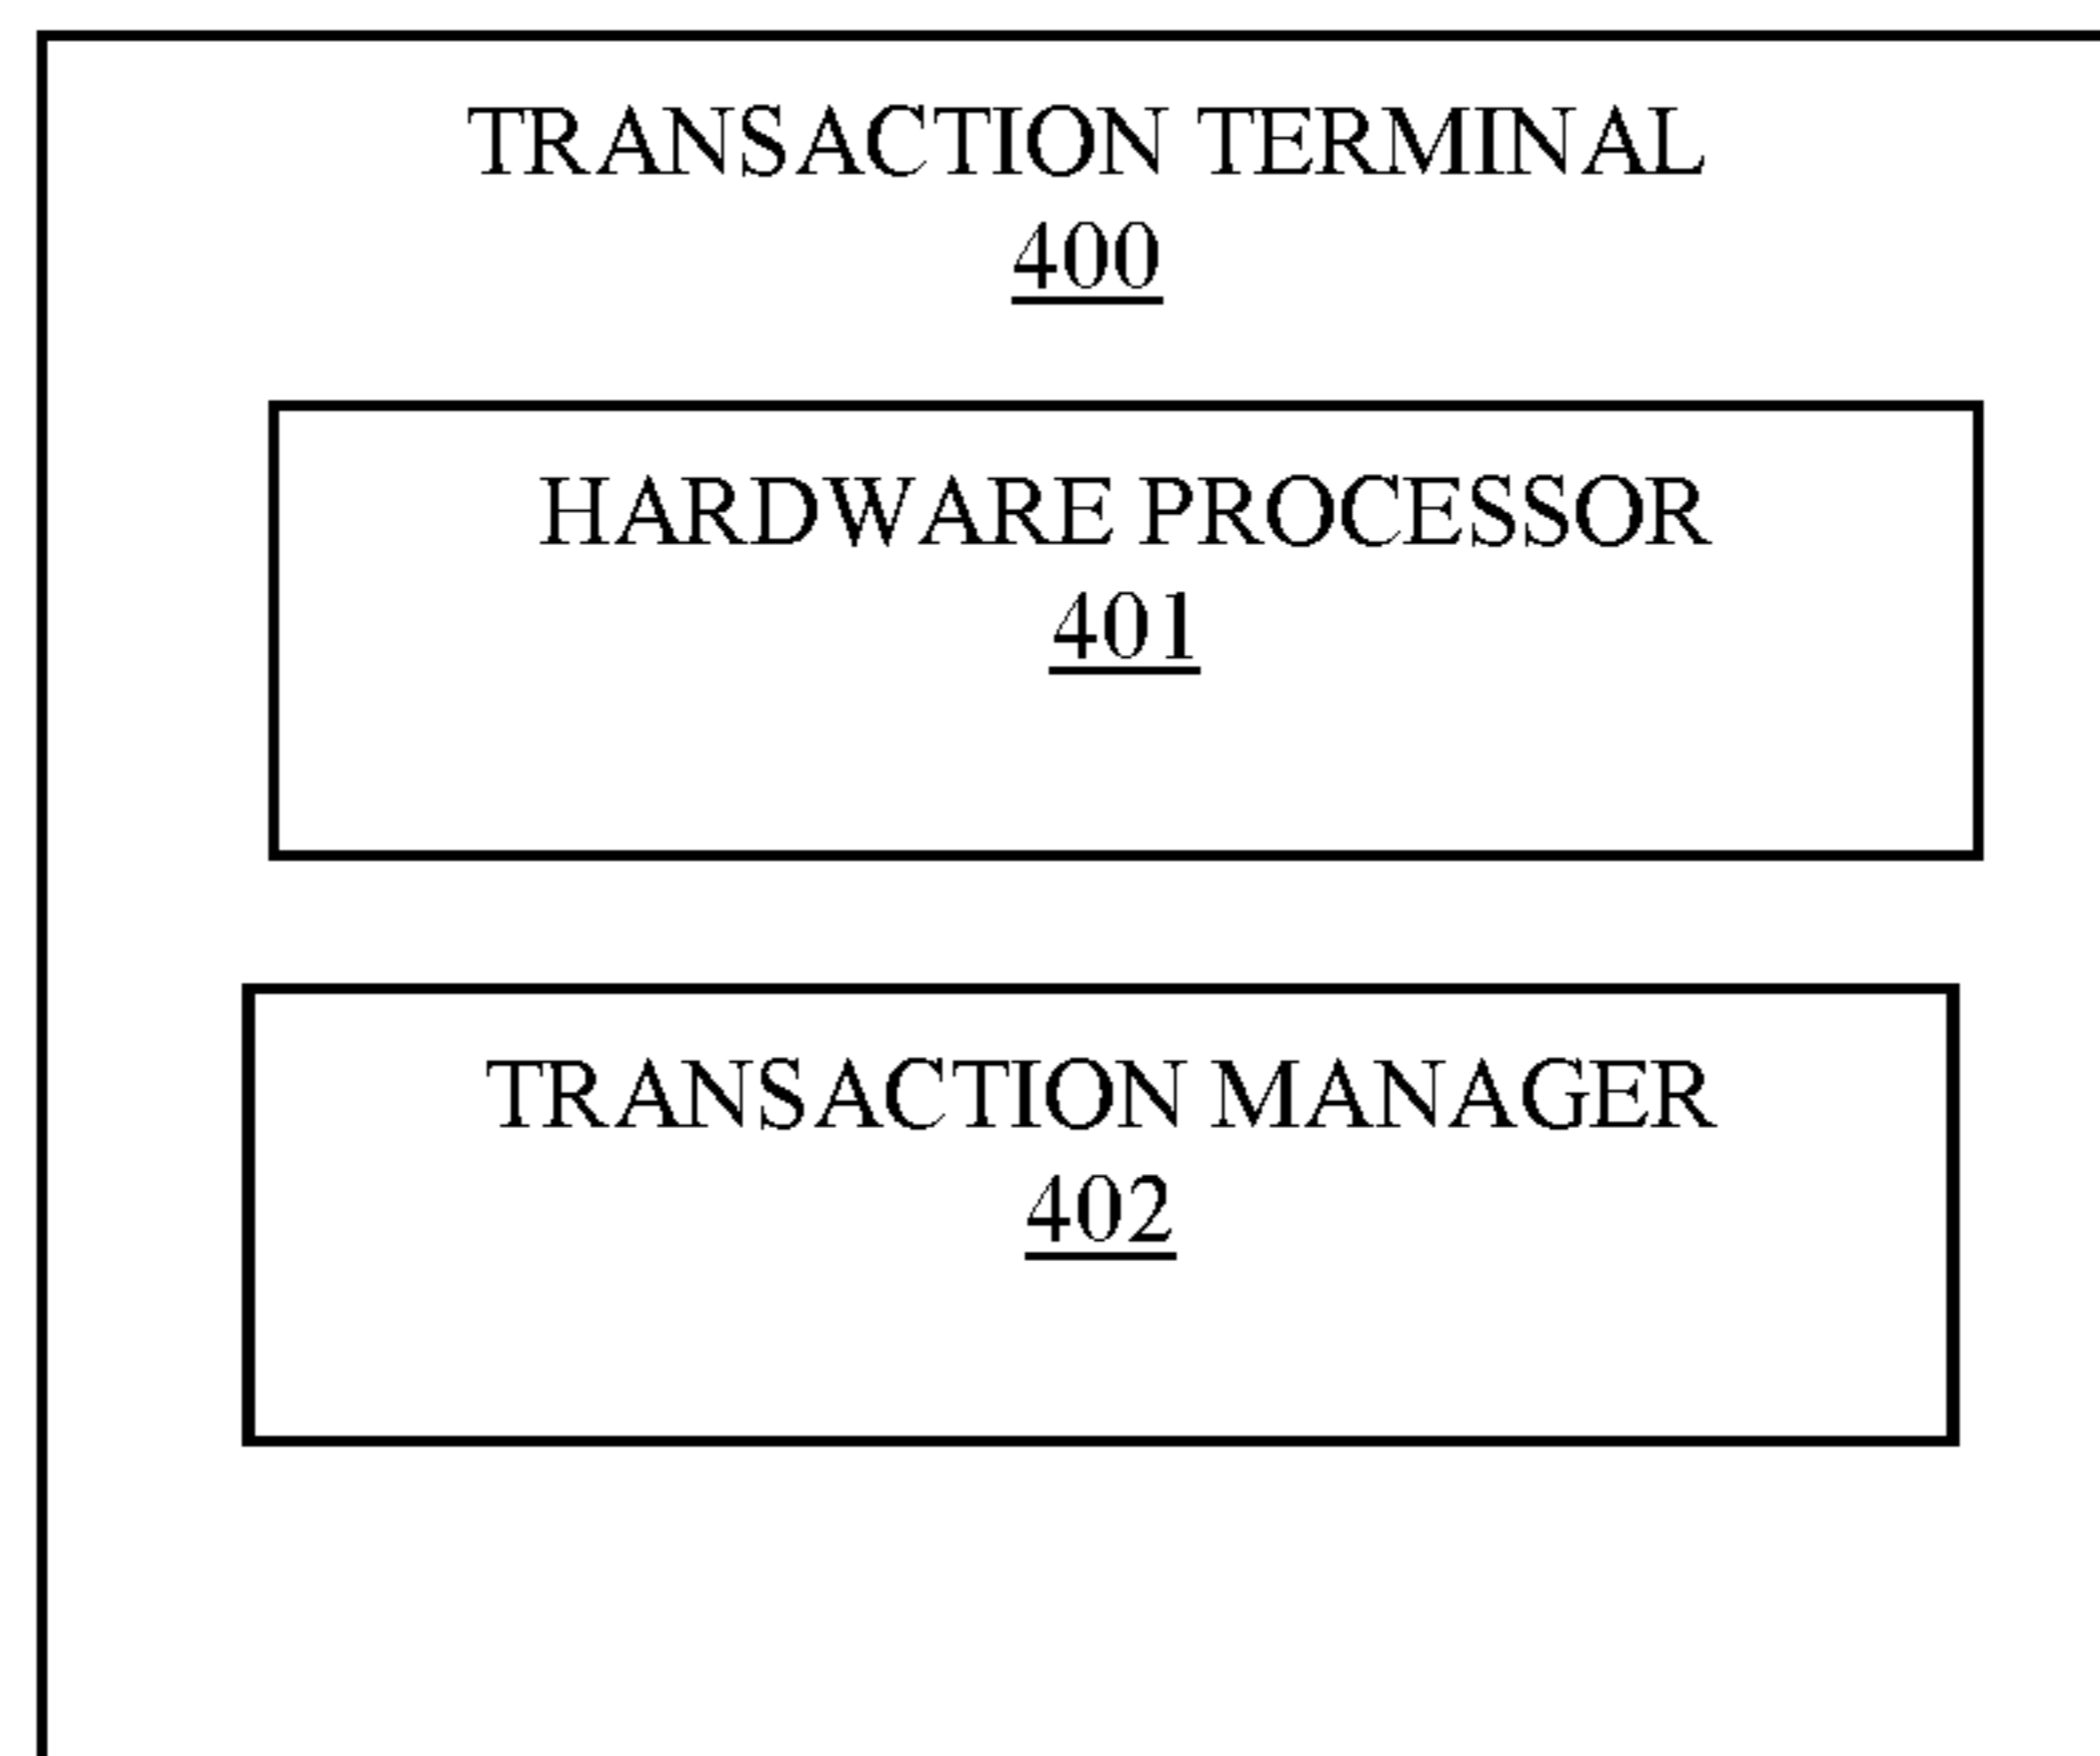 TRANSACTION TERMINAL
400
HARDWARE PROCESSOR
401
TRANSACTION MANAGER
402